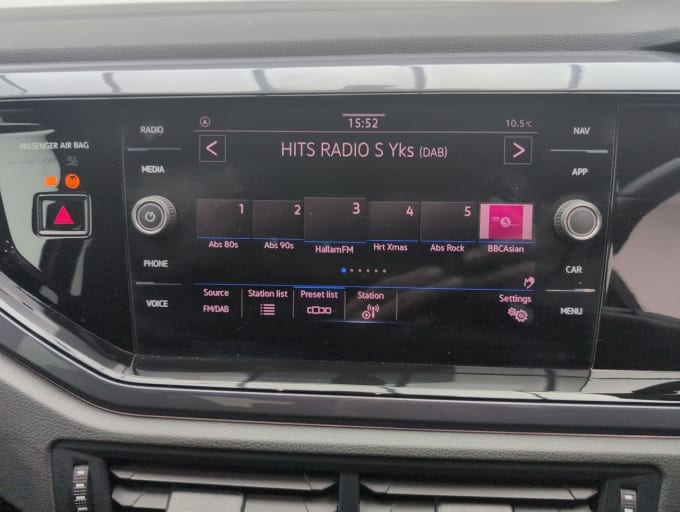 RADIO
15:52
10.5°C
NAV
PASSENGER AIR BAG
HITS RADIO S Yks (DAB)
MEDIA
APP
1
2
3
4
5
Abs 80s
Abs 90s
HallamFM
Hrt Xmas
Abs Rock
BBCAsian
PHONE
CAR
VOICE
Source
Station list
Preset list
Station
Settings
MENU
FM/DAB